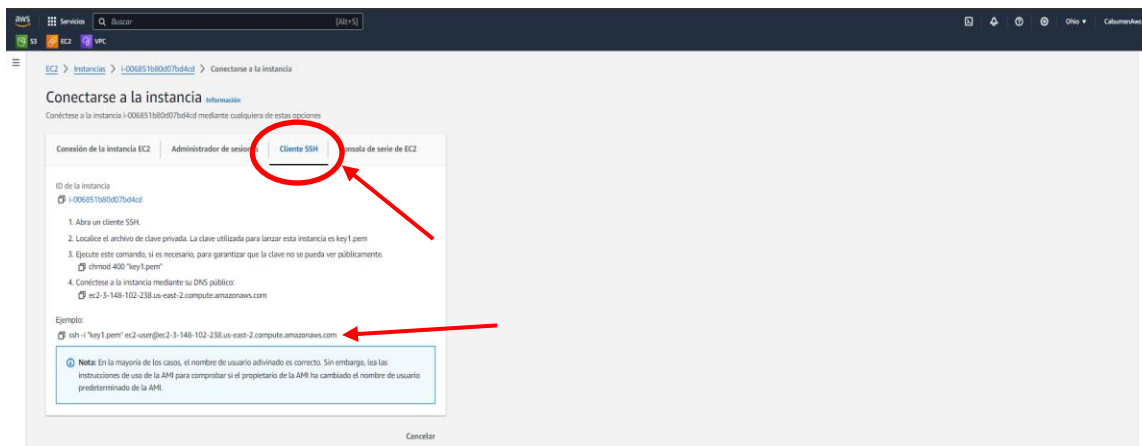 aws Servicios Buscar [Alt+S] Ohio CabumenAws
S3 EC2 VPC
EC2 > Instancias > i-006851b80d07bd4cd > Conectarse a la instancia
Conectarse a la instancia Información
Conéctese a la instancia i-006851b80d07bd4cd mediante cualquiera de estas opciones
Conexión de la instancia EC2 Administrador de sesiones Cliente SSH Consola de serie de EC2
ID de la instancia
i-006851b80d07bd4cd
1. Abra un cliente SSH.
2. Localice el archivo de clave privada. La clave utilizada para lanzar esta instancia es key1.pem
3. Ejecute este comando, si es necesario, para garantizar que la clave no se pueda ver públicamente.
chmod 400 "key1.pem"
4. Conéctese a la instancia mediante su DNS público:
ec2-3-148-102-238.us-east-2.compute.amazonaws.com
Ejemplo:
ssh -i "key1.pem" ec2-user@ec2-3-148-102-238.us-east-2.compute.amazonaws.com
Nota: En la mayoría de los casos, el nombre de usuario adivinado es correcto. Sin embargo, lea las
instrucciones de uso de la AMI para comprobar si el propietario de la AMI ha cambiado el nombre de usuario
predeterminado de la AMI.
Cancelar